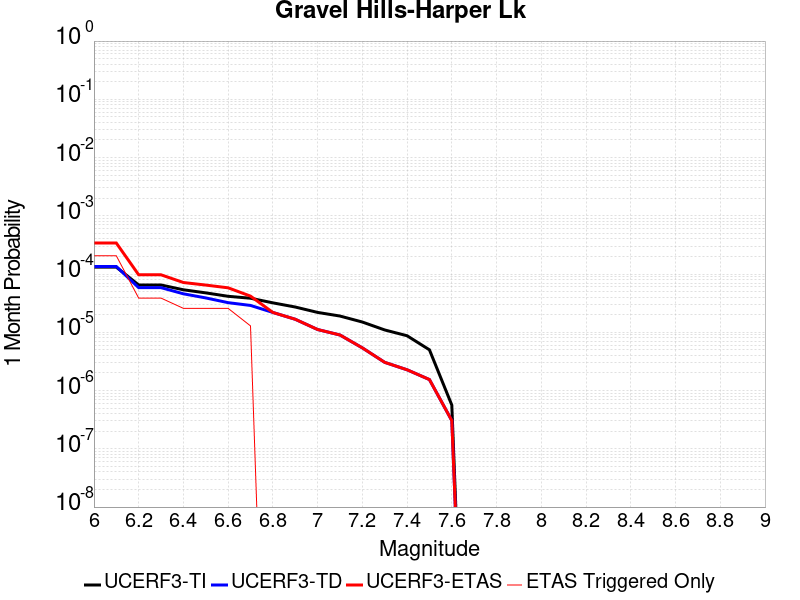 Gravel Hills-Harper Lk
10^0
10^-1
10^-2
10^-3
10^-4
10^-5
10^-6
10^-7
10^-8
1 Month Probability
6 6.2 6.4 6.6 6.8 7 7.2 7.4 7.6 7.8 8 8.2 8.4 8.6 8.8 9
Magnitude
UCERF3-TI UCERF3-TD UCERF3-ETAS ETAS Triggered Only